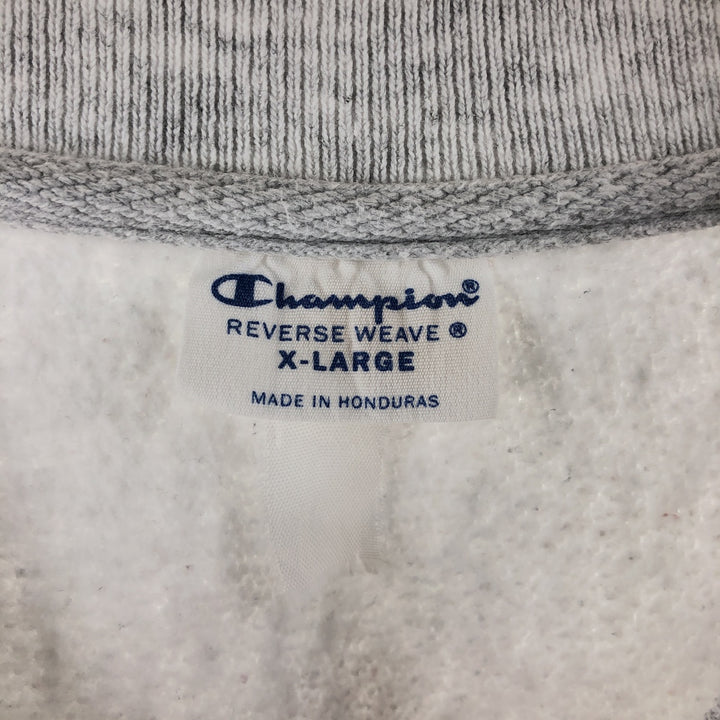 Champion®
REVERSE WEAVE ®
X-LARGE
MADE IN HONDURAS